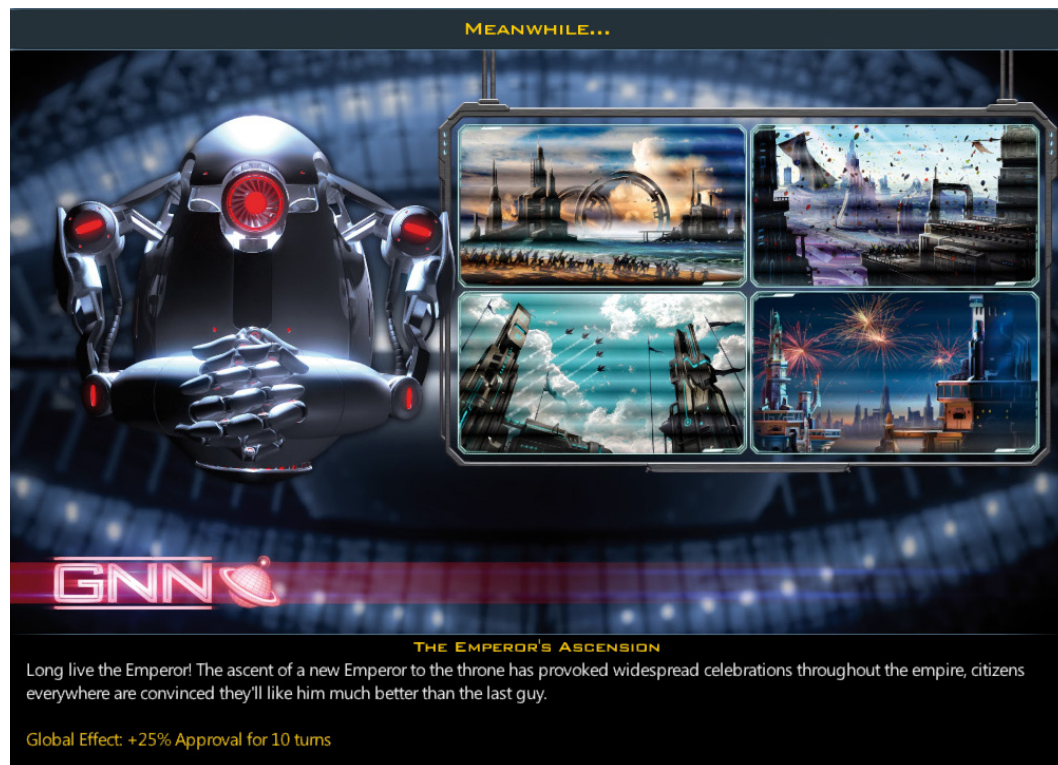 MEANWHILE...
GNN
THE EMPEROR'S ASCENSION
Long live the Emperor! The ascent of a new Emperor to the throne has provoked widespread celebrations throughout the empire, citizens
everywhere are convinced they'll like him much better than the last guy.
Global Effect: +25% Approval for 10 turns